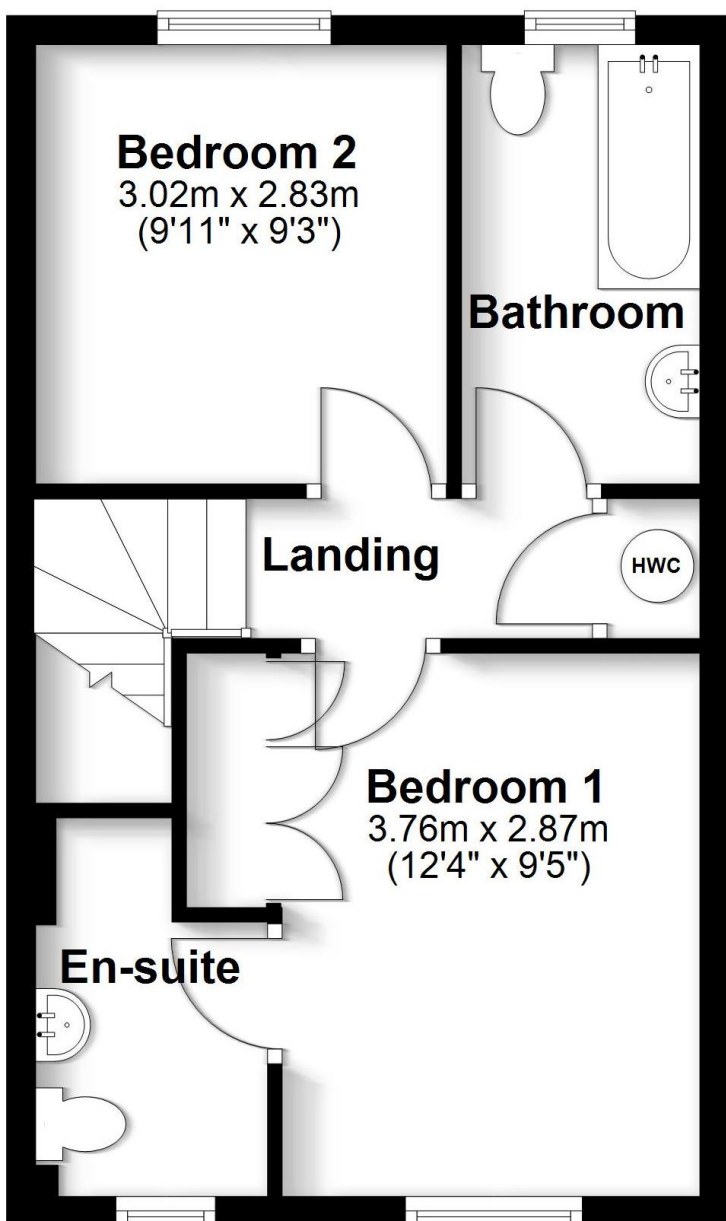 Bedroom 2
3.02m x 2.83m
(9'11" x 9'3")
Bathroom
Landing
HWC
Bedroom 1
3.76m x 2.87m
(12'4" x 9'5")
En-suite